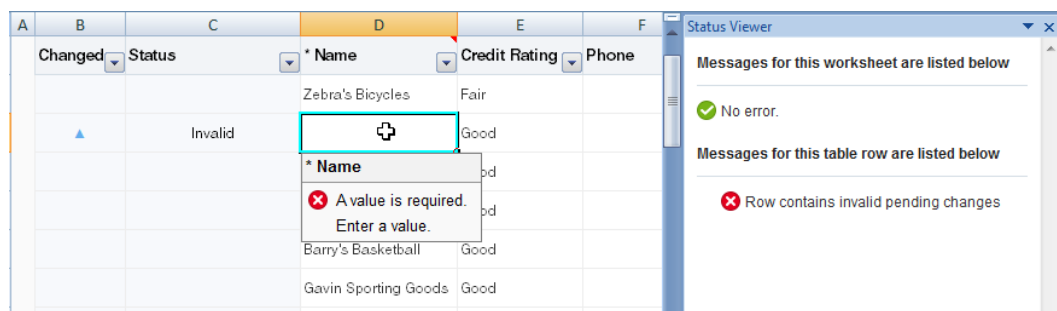 A B C D E F
Changed Status * Name Credit Rating Phone
Zebra's Bicycles Fair
Invalid Good
* Name
A value is required.
Enter a value.
Barry's Basketball Good
Gavin Sporting Goods Good
Status Viewer
Messages for this worksheet are listed below
No error.
Messages for this table row are listed below
Row contains invalid pending changes